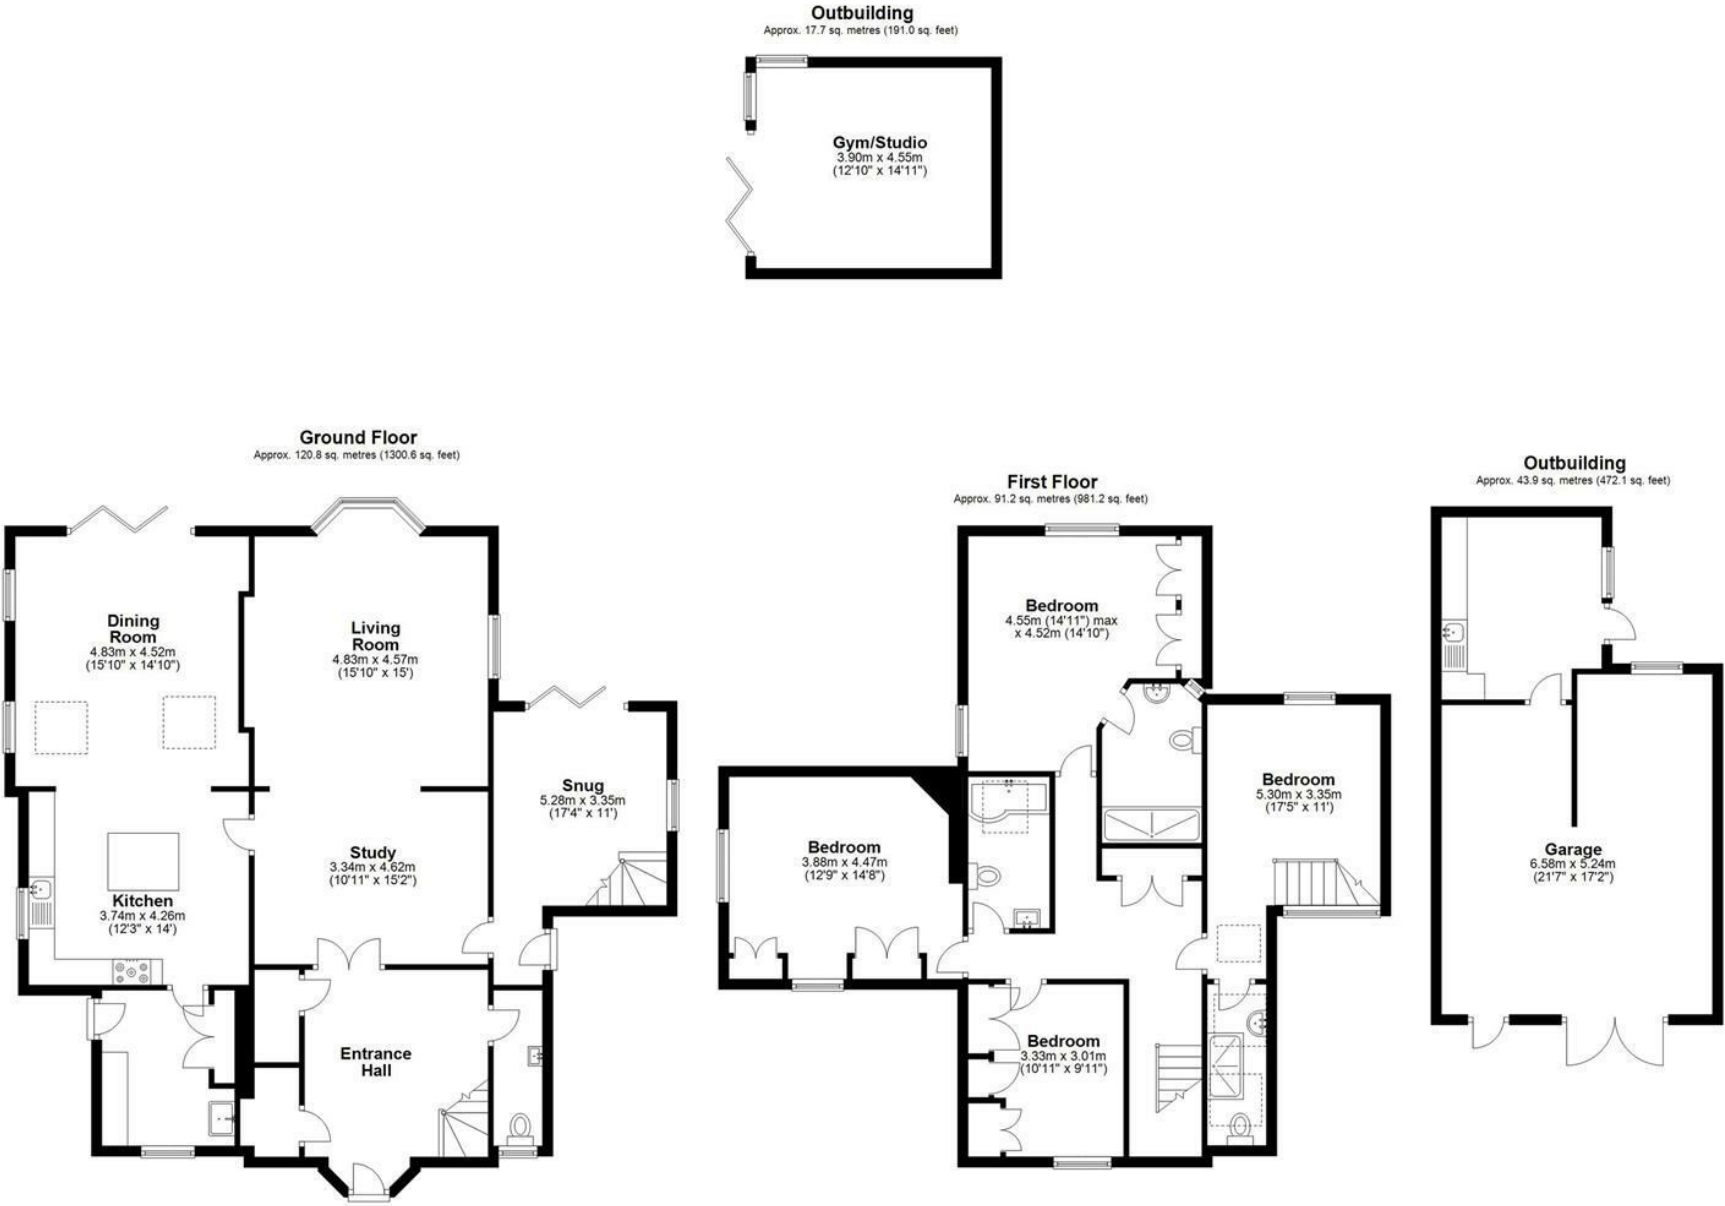 Outbuilding
Approx. 17.7 sq. metres (191.0 sq. feet)
Gym/Studio
3.90m x 4.55m
(12'10" x 14'11")
Ground Floor
Approx. 120.8 sq. metres (1300.6 sq. feet)
Dining
Room
4.83m x 4.52m
(15'10" x 14'10")
Living
Room
4.83m x 4.57m
(15'10" x 15')
Snug
5.28m x 3.35m
(17'4" x 11')
Study
3.34m x 4.62m
(10'11" x 15'2")
Kitchen
3.74m x 4.26m
(12'3" x 14')
Entrance
Hall
First Floor
Approx. 91.2 sq. metres (981.2 sq. feet)
Bedroom
4.55m (14'11") max
x 4.52m (14'10")
Bedroom
5.30m x 3.35m
(17'5" x 11')
Bedroom
3.88m x 4.47m
(12'9" x 14'8")
Bedroom
3.33m x 3.01m
(10'11" x 9'11")
Outbuilding
Approx. 43.9 sq. metres (472.1 sq. feet)
Garage
6.58m x 5.24m
(21'7" x 17'2")